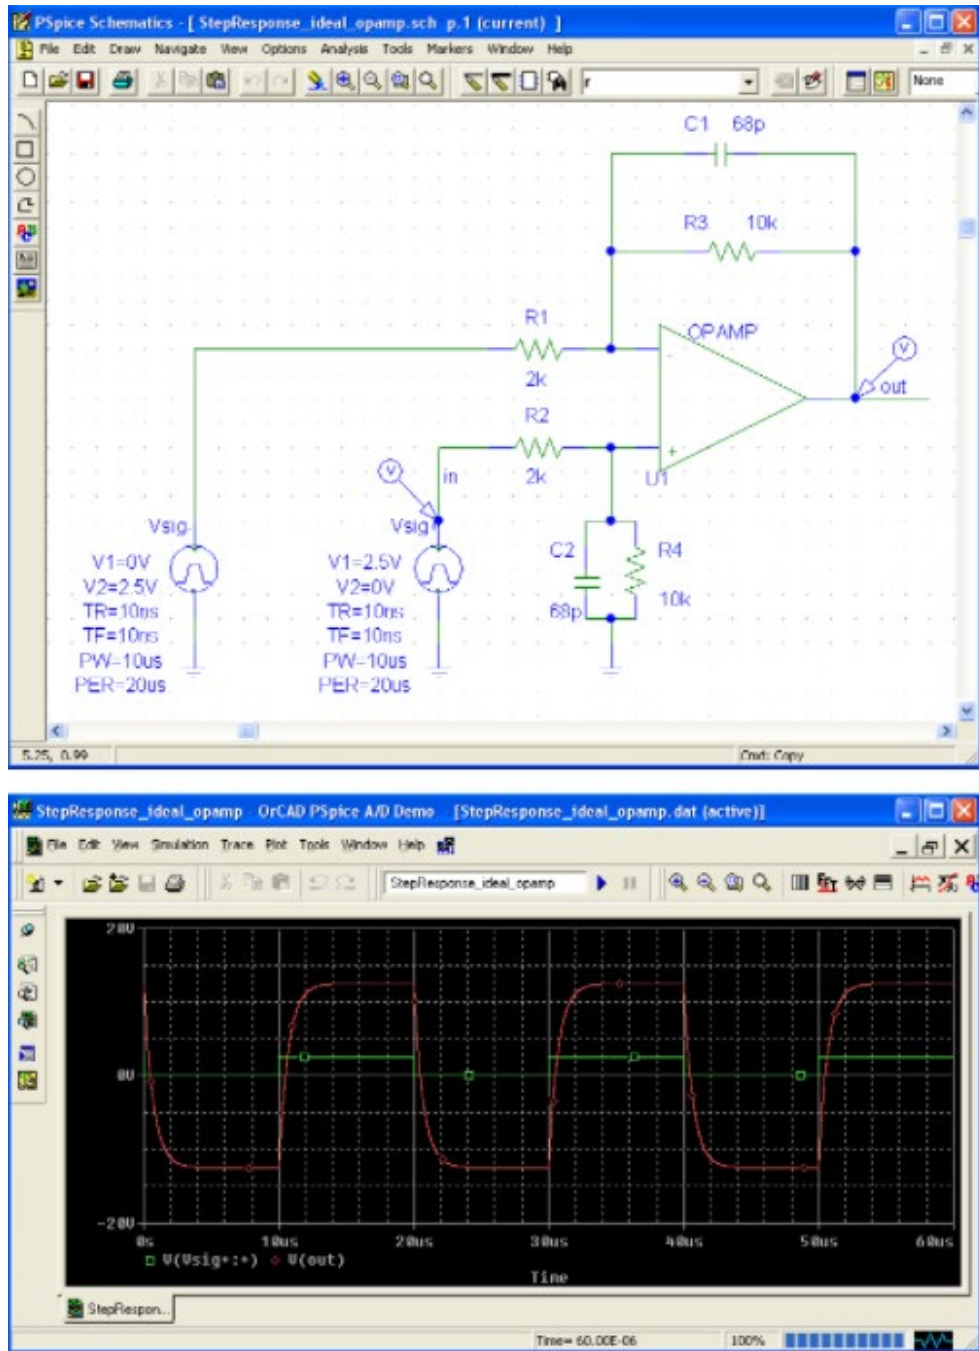 PSpice Schematics - [ StepResponse_ideal_opamp.sch p.1 (current) ]
File Edit Draw Navigate View Options Analysis Tools Markers Window Help
r
None
C1 68p
R3 10k
R1
OPAMP
-
2k
out
R2
in
2k
+
U1
Vsig-
Vsig+
V1=0V
V2=2.5V
TR=10ns
TF=10ns
PW=10us
PER=20us
V1=2.5V
V2=0V
TR=10ns
TF=10ns
PW=10us
PER=20us
C2
R4
68p
10k
V
V
5.25, 0.99
Cmd: Copy
StepResponse_ideal_opamp - OrCAD PSpice A/D Demo - [StepResponse_ideal_opamp.dat (active)]
File Edit View Simulation Trace Plot Tools Window Help
StepResponse_ideal_opamp
FFT
20V
0V
-20V
0s 10us 20us 30us 40us 50us 60us
V(Vsig+:+) V(out)
Time
StepRespon...
Time= 60.00E-06
100%